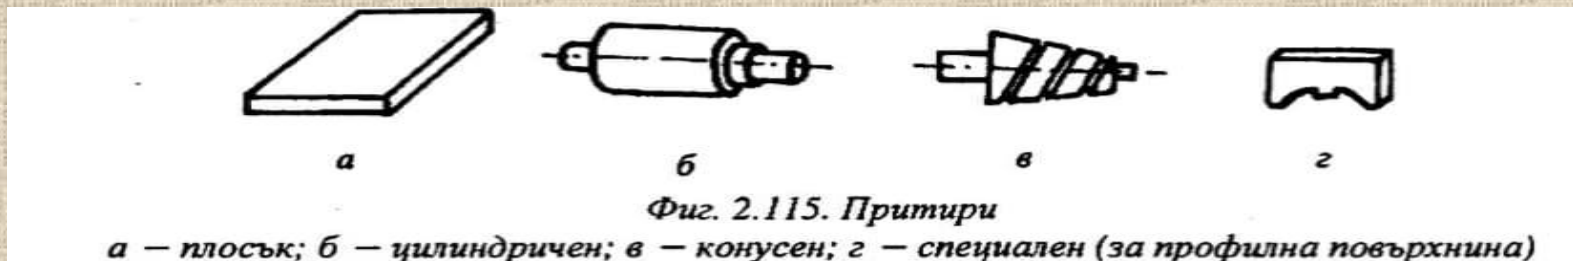 а б в г
Фиг. 2.115. Притири
а — плосък; б — цилиндричен; в — конусен; г — специален (за профилна повърхнина)